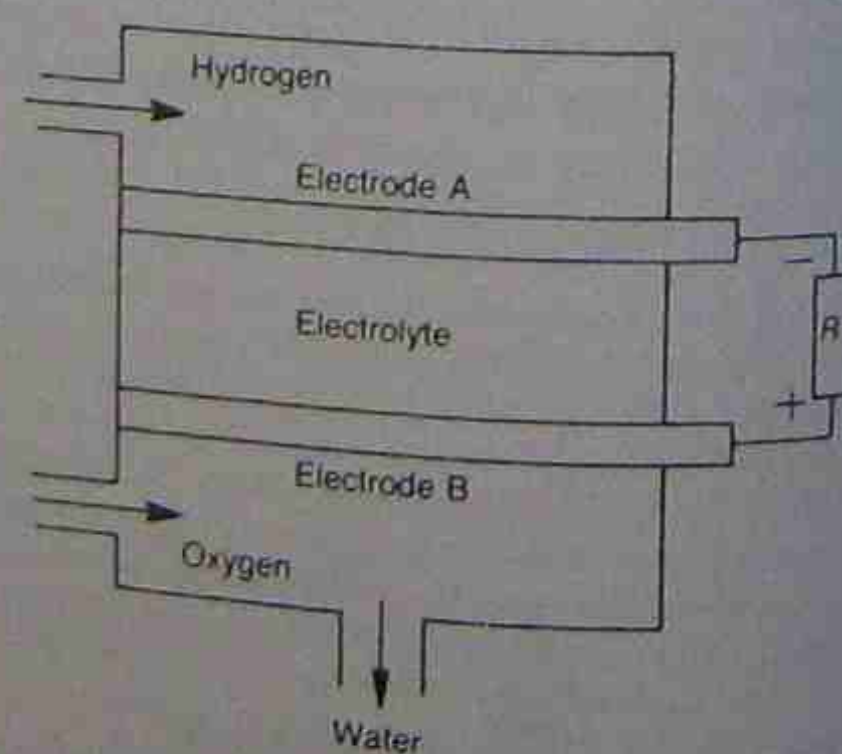 Hydrogen
Electrode A
−
Electrolyte
R
+
Electrode B
Oxygen
Water